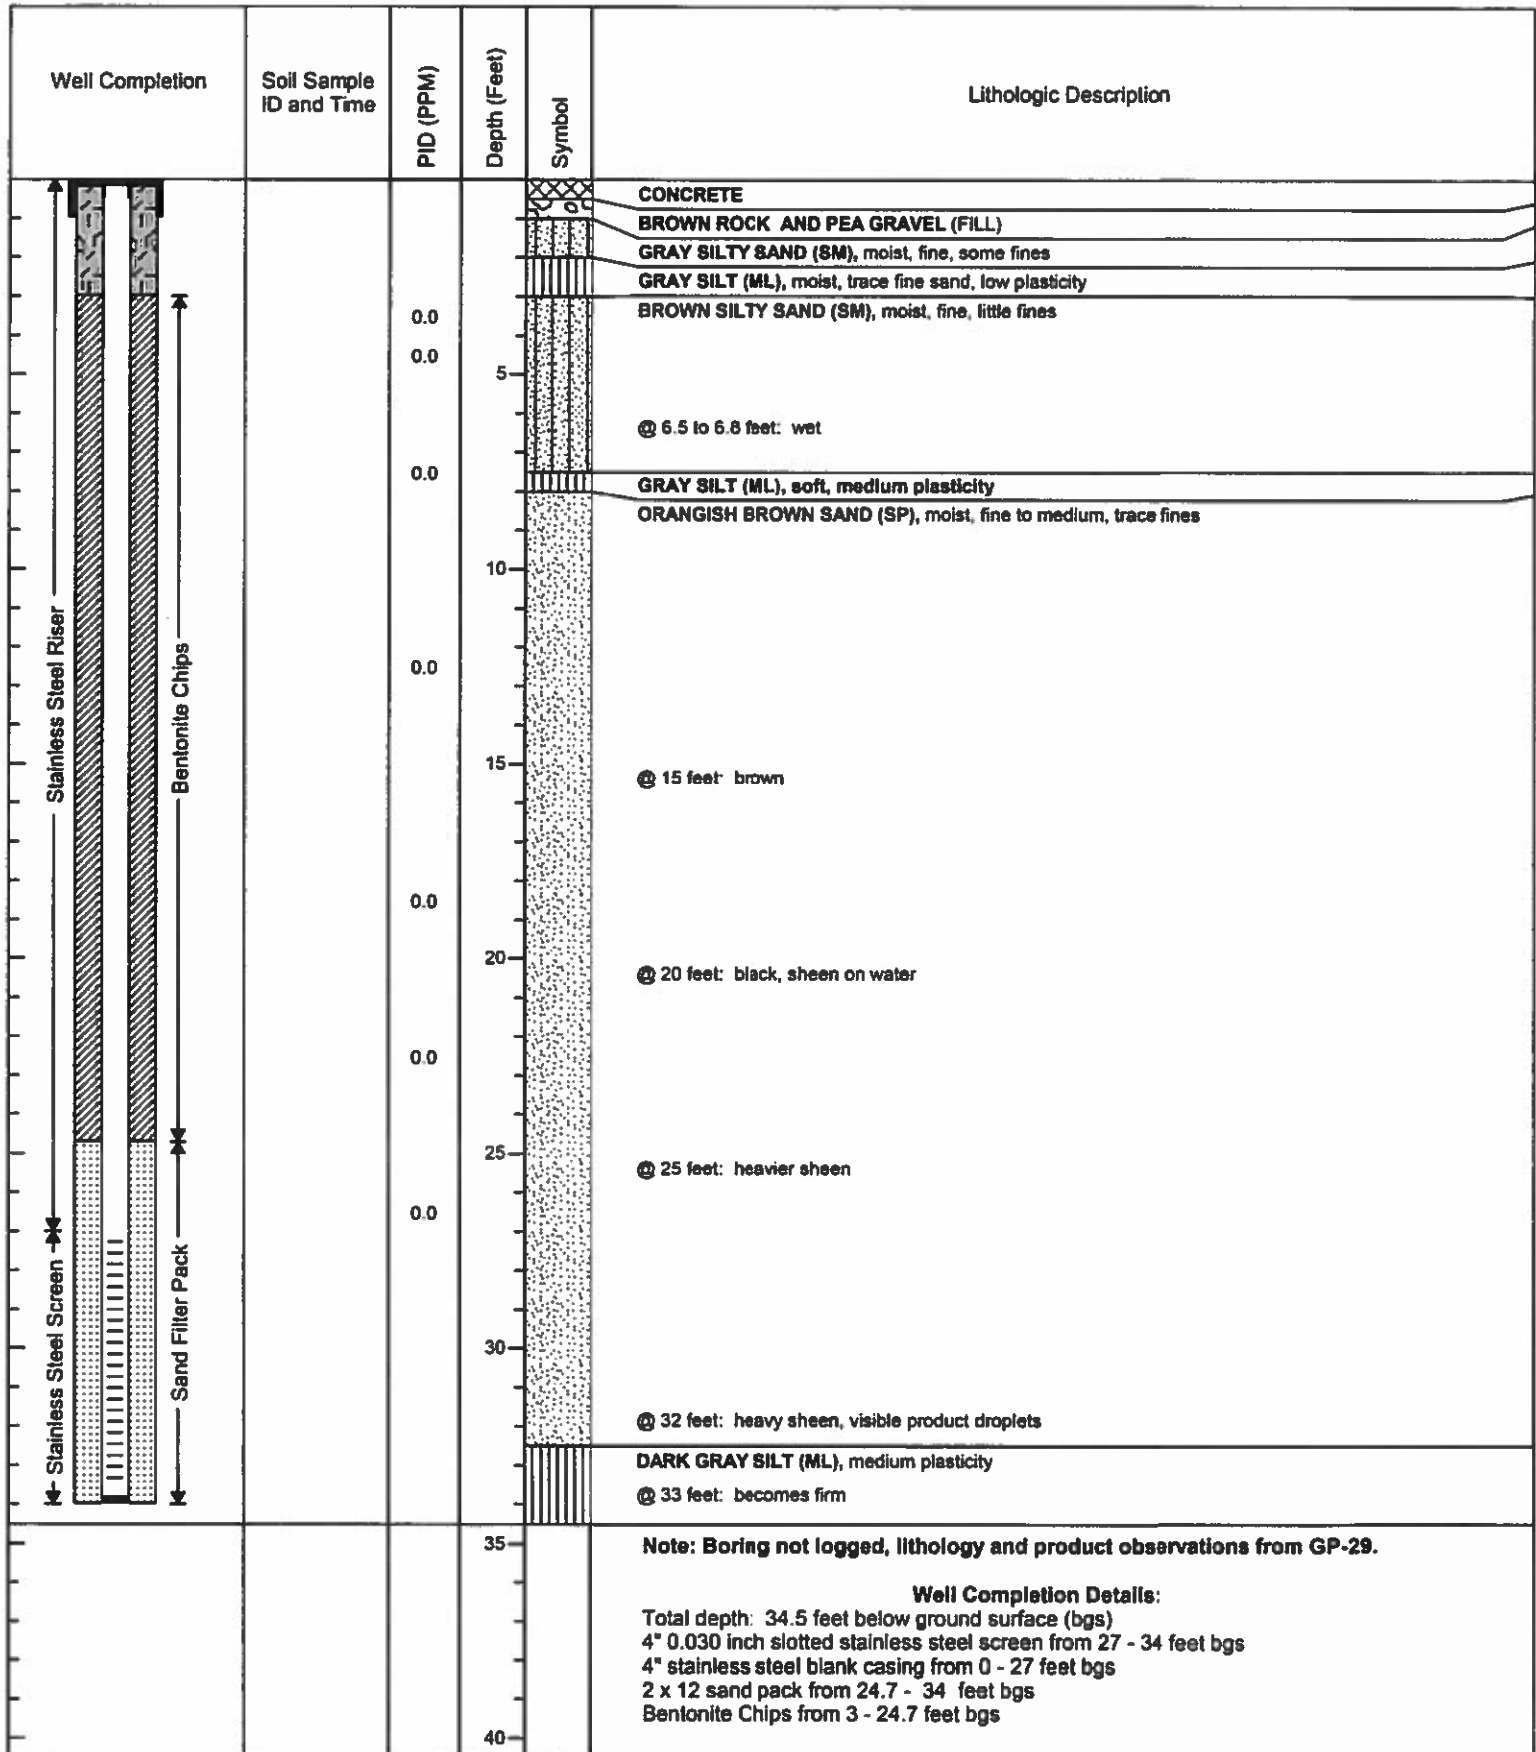 Well Completion
Soil Sample
ID and Time
PID (PPM)
Depth (Feet)
Symbol
Lithologic Description
CONCRETE
BROWN ROCK AND PEA GRAVEL (FILL)
GRAY SILTY SAND (SM), moist, fine, some fines
GRAY SILT (ML), moist, trace fine sand, low plasticity
BROWN SILTY SAND (SM), moist, fine, little fines
0.0
0.0
5
@ 6.5 to 6.8 feet: wet
0.0
GRAY SILT (ML), soft, medium plasticity
ORANGISH BROWN SAND (SP), moist, fine to medium, trace fines
10
Stainless Steel Riser
Bentonite Chips
0.0
15
@ 15 feet: brown
0.0
20
@ 20 feet: black, sheen on water
0.0
25
@ 25 feet: heavier sheen
0.0
Stainless Steel Screen
Sand Filter Pack
30
@ 32 feet: heavy sheen, visible product droplets
DARK GRAY SILT (ML), medium plasticity
@ 33 feet: becomes firm
35
Note: Boring not logged, lithology and product observations from GP-29.
Well Completion Details:
Total depth: 34.5 feet below ground surface (bgs)
4" 0.030 inch slotted stainless steel screen from 27 - 34 feet bgs
4" stainless steel blank casing from 0 - 27 feet bgs
2 x 12 sand pack from 24.7 - 34 feet bgs
Bentonite Chips from 3 - 24.7 feet bgs
40